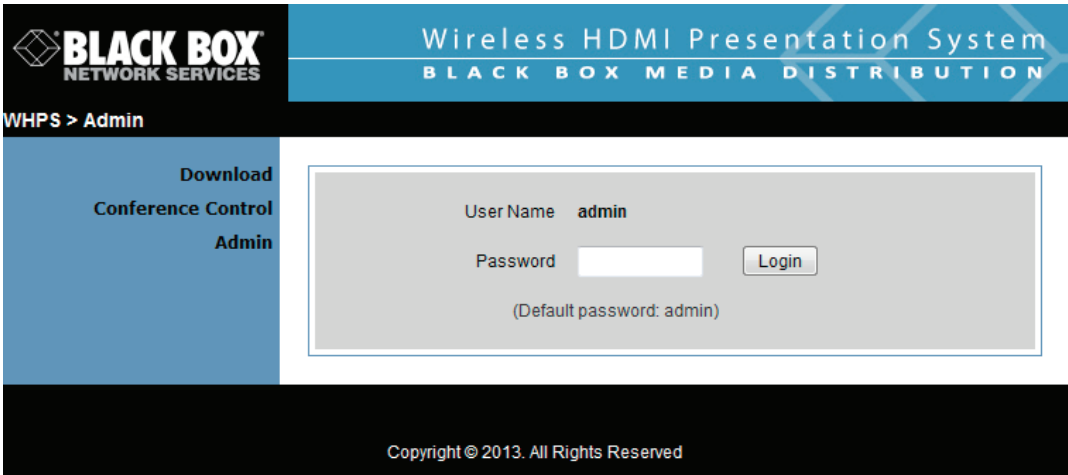 BLACK BOX
NETWORK SERVICES
Wireless HDMI Presentation System
BLACK BOX MEDIA DISTRIBUTION
WHPS > Admin
Download
Conference Control
Admin
User Name admin
Password Login
(Default password: admin)
Copyright © 2013. All Rights Reserved